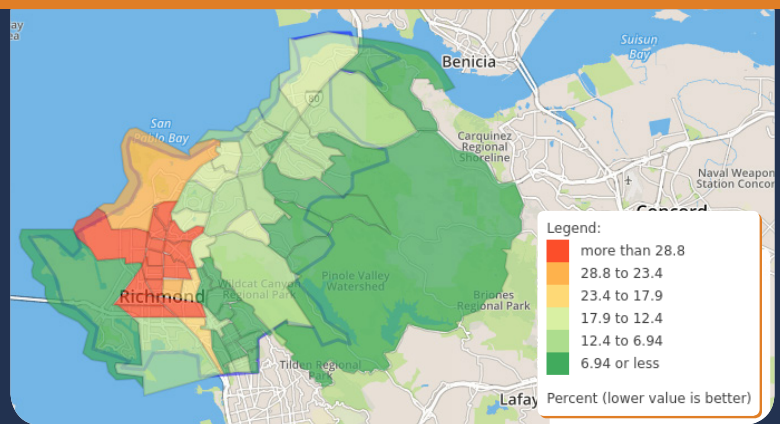 ay
ea
Suisun
Bay
Benicia
80
San
Pablo Bay
Carquinez
Regional
Shoreline
Naval Weapon
Station Concor
Concord
Legend:
more than 28.8
28.8 to 23.4
23.4 to 17.9
17.9 to 12.4
12.4 to 6.94
6.94 or less
Percent (lower value is better)
Richmond
Wildcat Canyon
Regional Park
Pinole Valley
Watershed
Briones
Regional Park
Tilden Regional
Park
Lafay